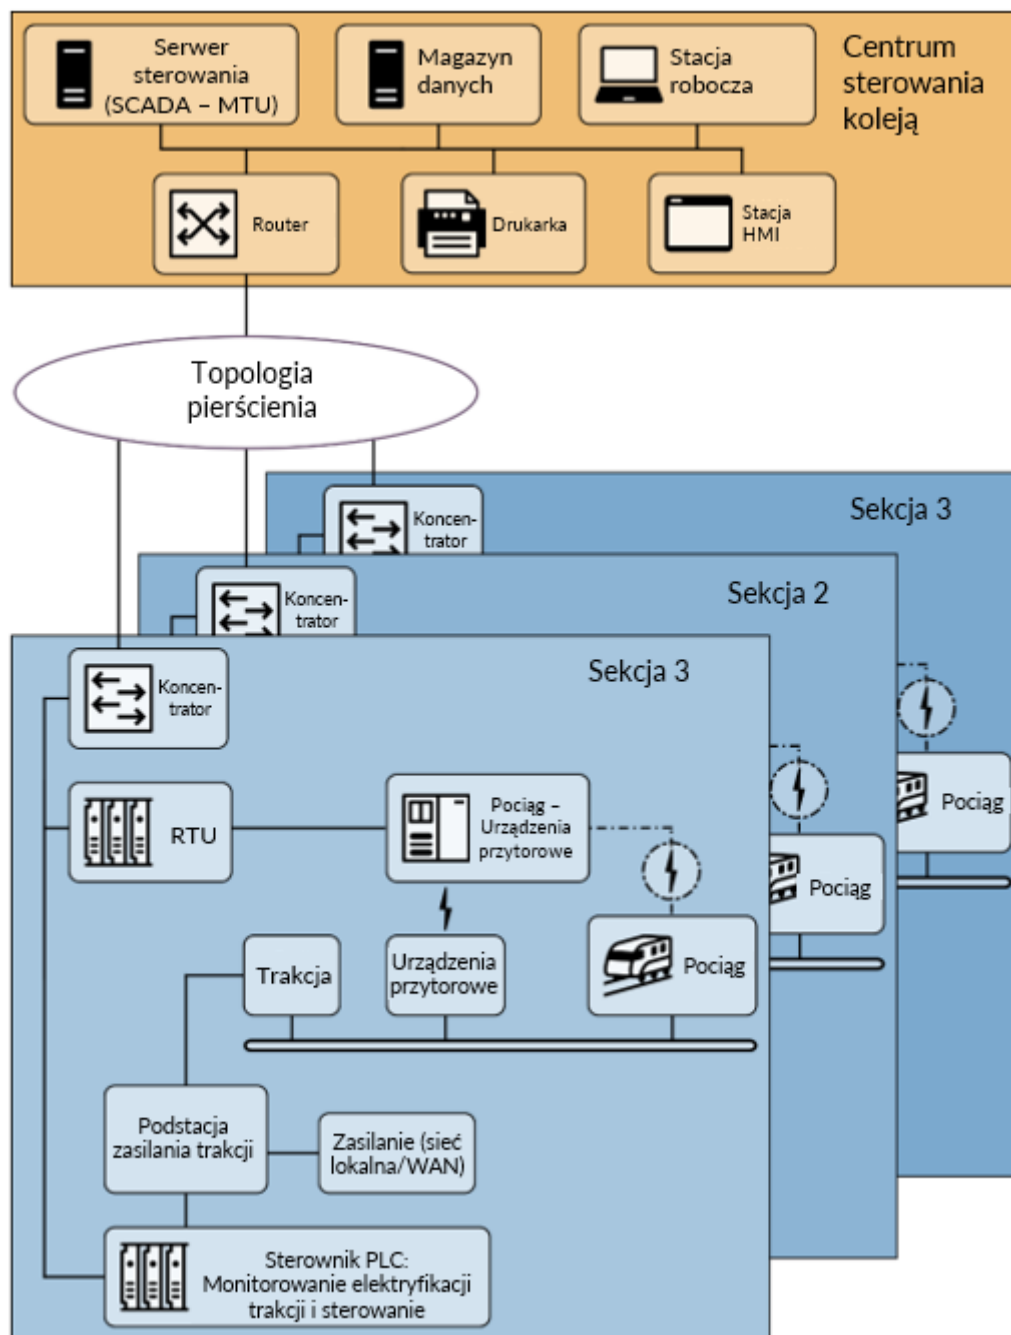 Serwer
sterowania
(SCADA – MTU)
Magazyn
danych
Stacja
robocza
Centrum
sterowania
koleją
Router
Drukarka
Stacja
HMI
Topologia
pierścienia
Koncen-
trator
Sekcja 3
Koncen-
trator
Sekcja 2
Koncen-
trator
Sekcja 3
RTU
Pociąg –
Urządzenia
przytorowe
Pociąg
Pociąg
Trakcja
Urządzenia
przytorowe
Pociąg
Podstacja
zasilania trakcji
Zasilanie (sieć
lokalna/WAN)
Sterownik PLC:
Monitorowanie elektryfikacji
trakcji i sterowanie